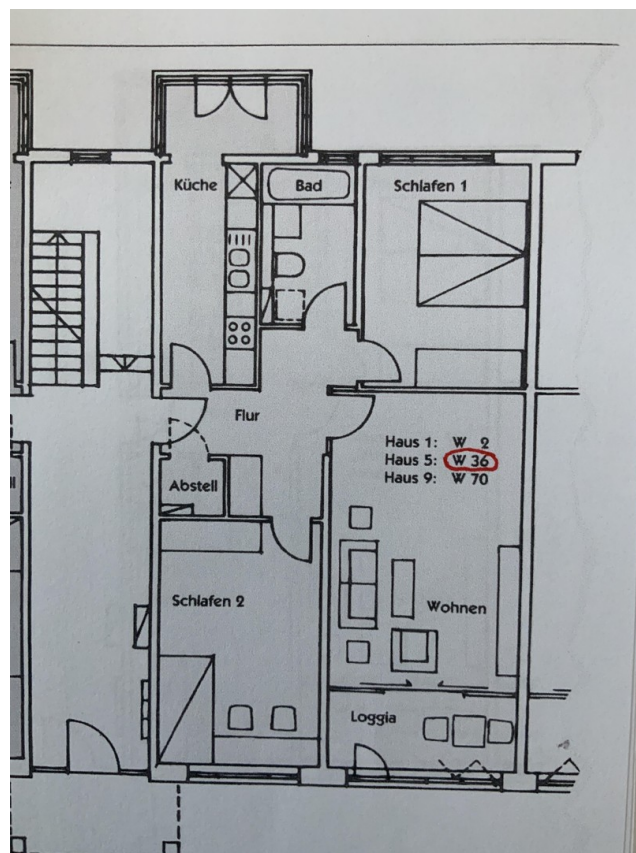 Küche
Bad
Schlafen 1
Flur
Haus 1: W 2
Haus 5: W 36
Haus 9: W 70
Abstell
Schlafen 2
Wohnen
Loggia